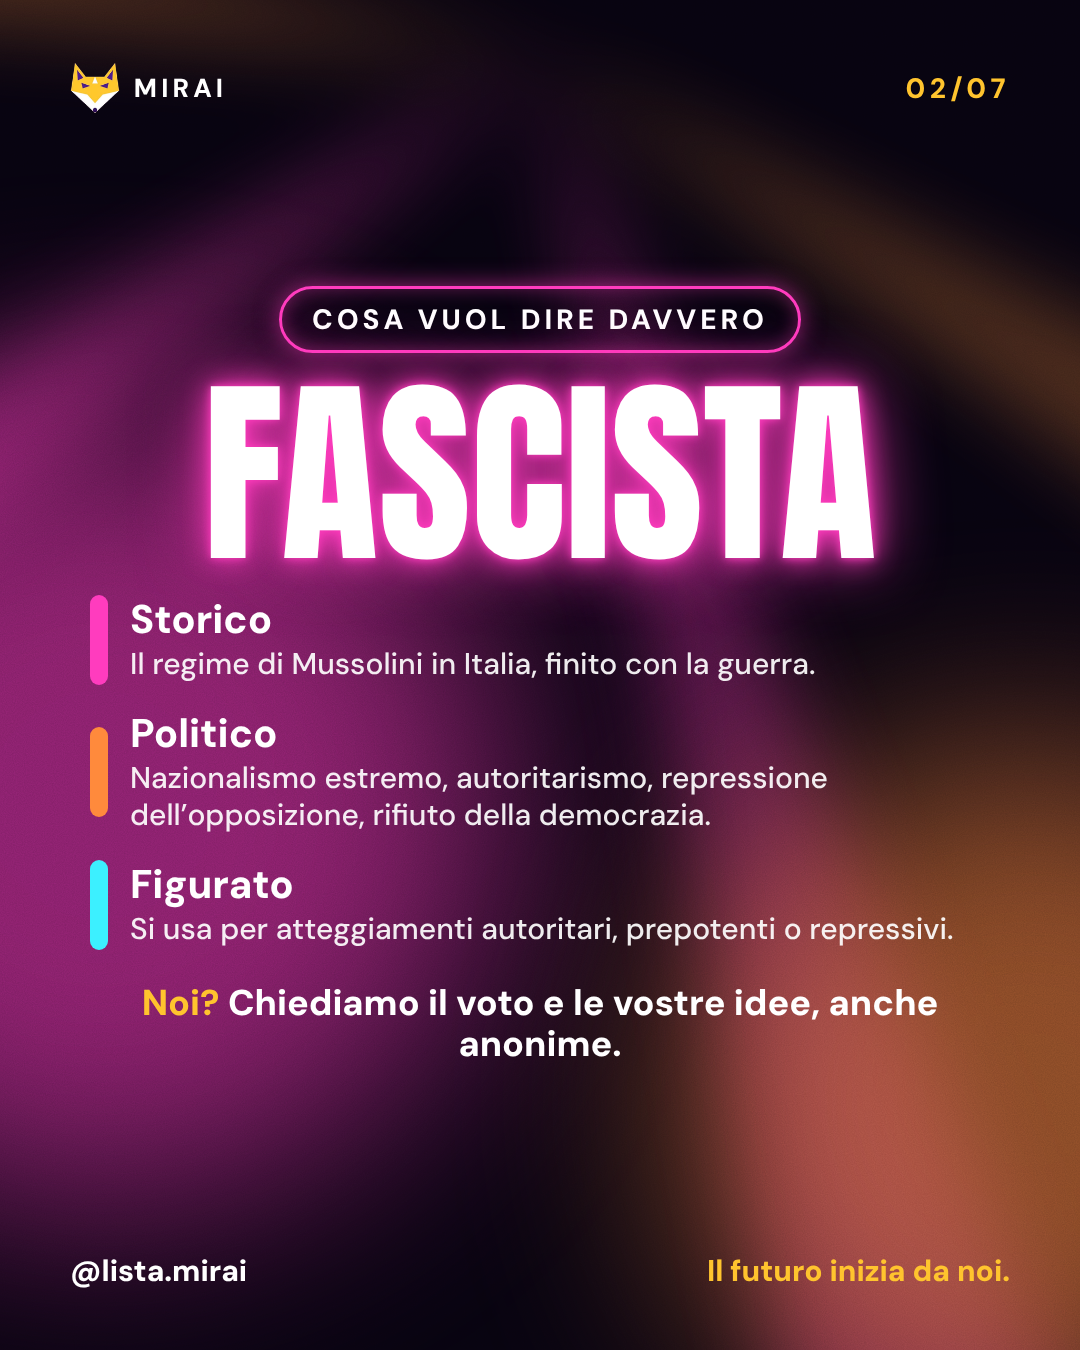 MIRAI
02/07
COSA VUOL DIRE DAVVERO
FASCISTA
Storico
Il regime di Mussolini in Italia, finito con la guerra.
Politico
Nazionalismo estremo, autoritarismo, repressione
dell’opposizione, rifiuto della democrazia.
Figurato
Si usa per atteggiamenti autoritari, prepotenti o repressivi.
Noi? Chiediamo il voto e le vostre idee, anche
anonime.
@lista.mirai
Il futuro inizia da noi.